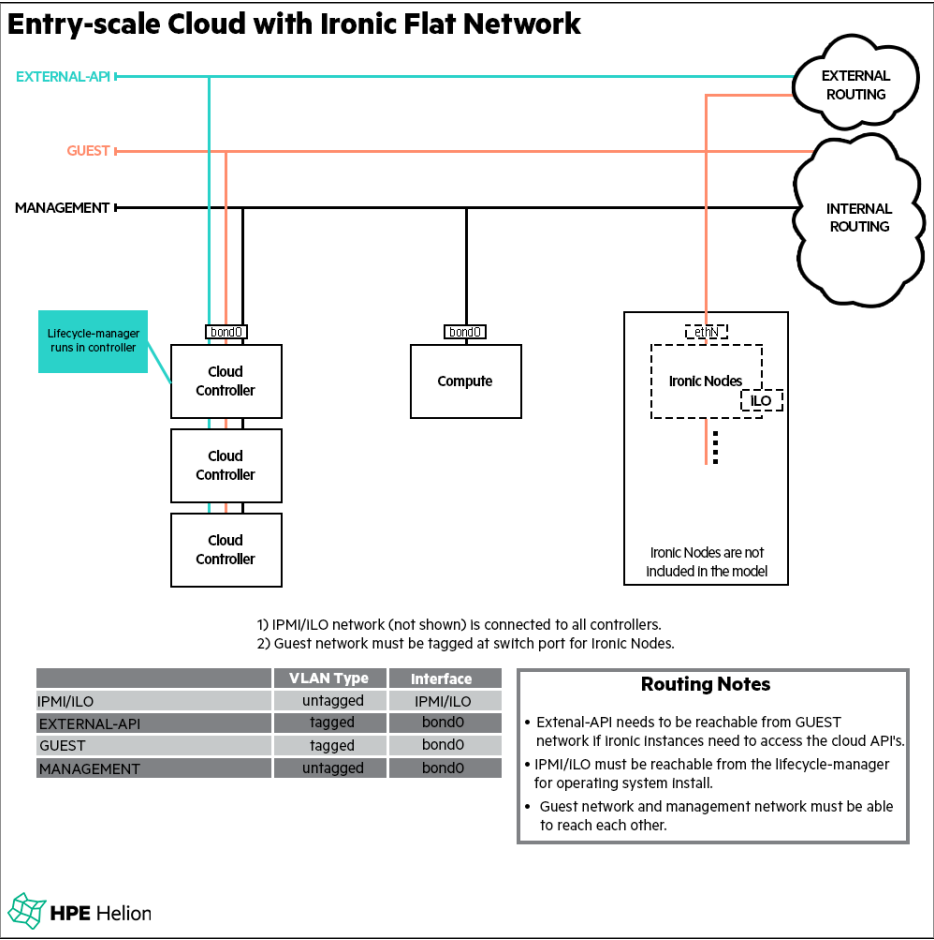 Entry-scale Cloud with Ironic Flat Network
EXTERNAL-API
EXTERNAL
ROUTING
GUEST
MANAGEMENT
INTERNAL
ROUTING
Lifecycle-manager
runs in controller
bond0
bond0
ethN
Cloud
Controller
Compute
Ironic Nodes
ILO
Cloud
Controller
Cloud
Controller
Ironic Nodes are not
included in the model
1) IPMI/ILO network (not shown) is connected to all controllers.
2) Guest network must be tagged at switch port for Ironic Nodes.
VLAN Type Interface
IPMI/ILO untagged IPMI/ILO
EXTERNAL-API tagged bond0
GUEST tagged bond0
MANAGEMENT untagged bond0
Routing Notes
• Extenal-API needs to be reachable from GUEST
network if Ironic instances need to access the cloud API's.
• IPMI/ILO must be reachable from the lifecycle-manager
for operating system install.
• Guest network and management network must be able
to reach each other.
HPE Helion